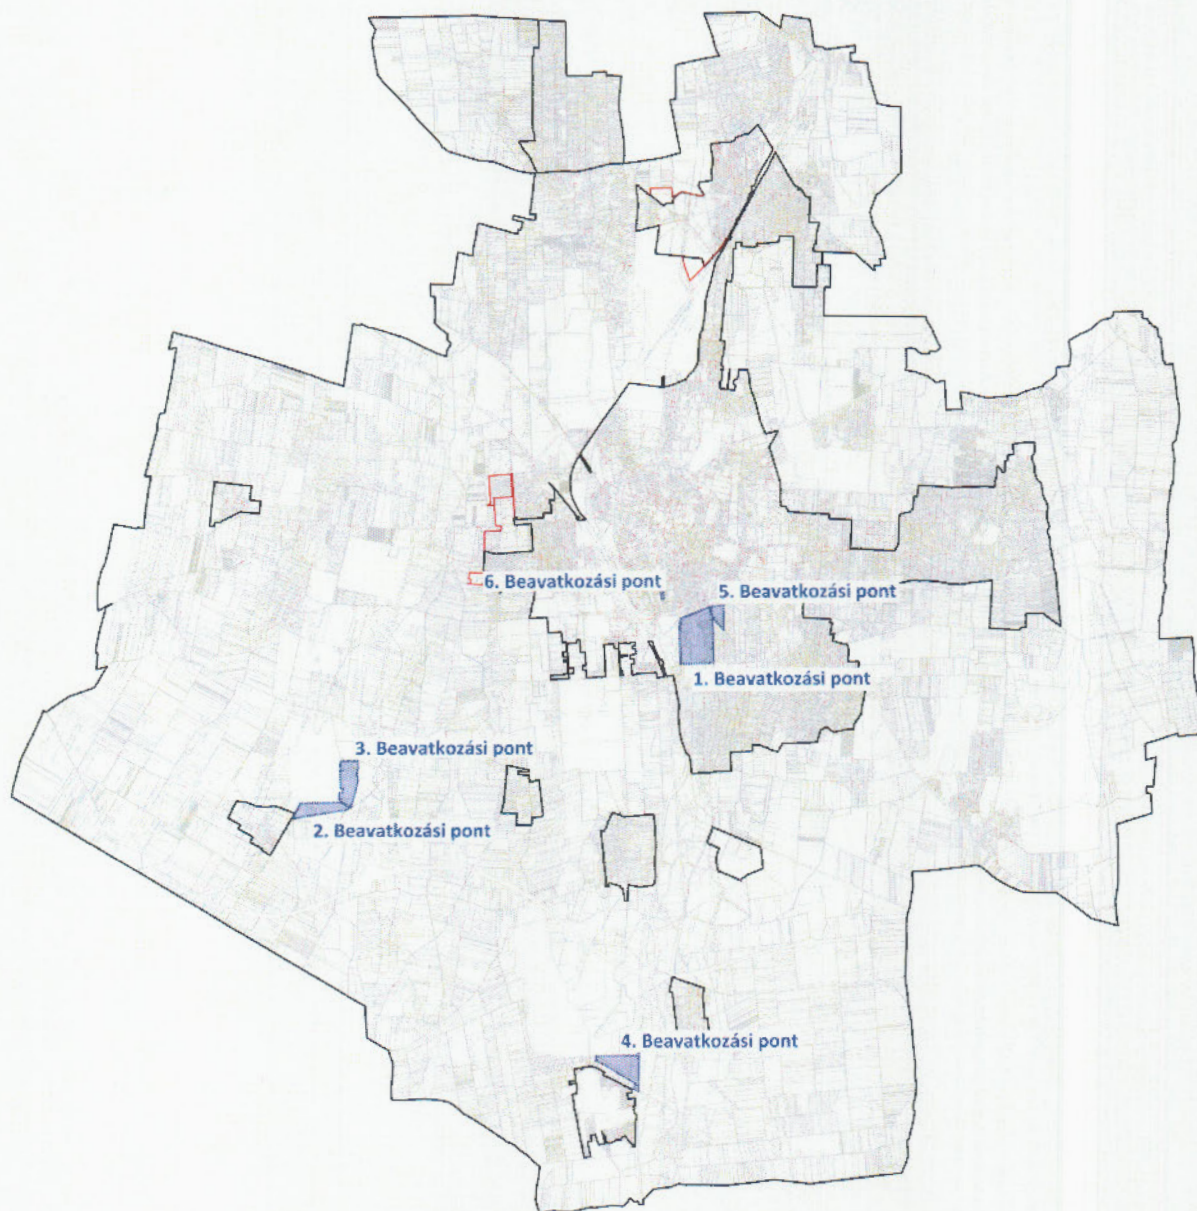 6. Beavatkozási pont
5. Beavatkozási pont
1. Beavatkozási pont
3. Beavatkozási pont
2. Beavatkozási pont
4. Beavatkozási pont